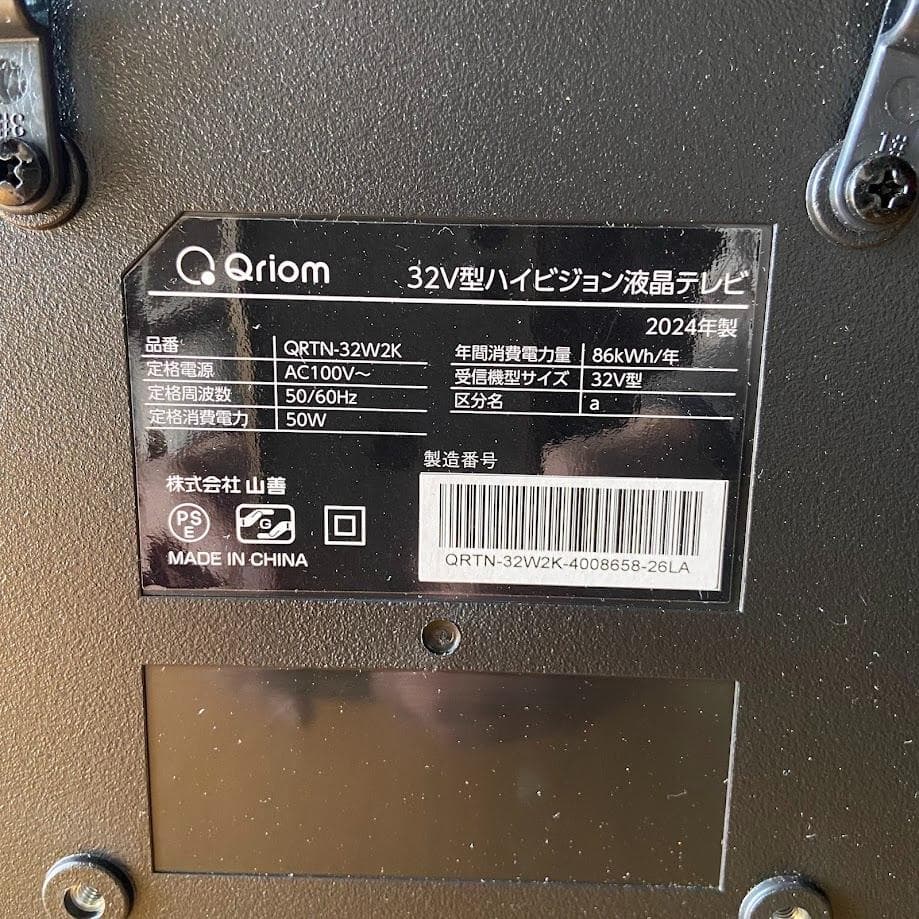 Qriom
32V型ハイビジョン液晶テレビ
2024年製
品番 QRTN-32W2K
定格電源 AC100V～
定格周波数 50/60Hz
定格消費電力 50W
年間消費電力量 86kWh/年
受信機型サイズ 32V型
区分名 a
製造番号
株式会社 山善
PS
E
G
MADE IN CHINA
QRTN-32W2K-4008658-26LA
1#